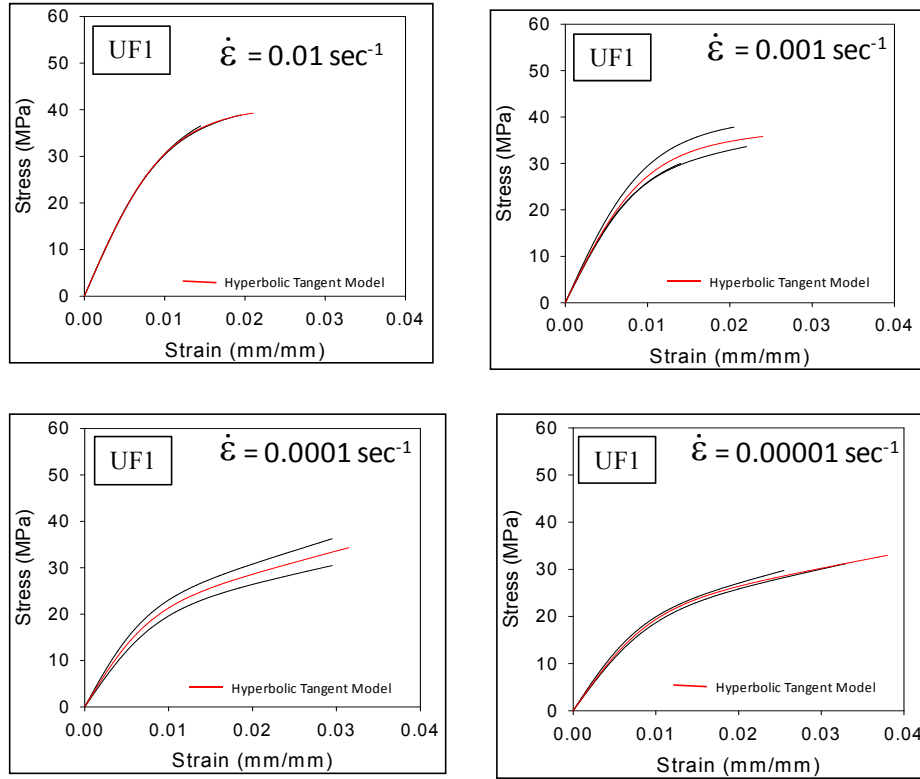 60
50
40
30
20
10
0
UF1
ε̇ = 0.01 sec-1
Stress (MPa)
Hyperbolic Tangent Model
0.00 0.01 0.02 0.03 0.04
Strain (mm/mm)
60
50
40
30
20
10
0
UF1
ε̇ = 0.001 sec-1
Stress (MPa)
Hyperbolic Tangent Model
0.00 0.01 0.02 0.03 0.04
Strain (mm/mm)
60
50
40
30
20
10
0
UF1
ε̇ = 0.0001 sec-1
Stress (MPa)
Hyperbolic Tangent Model
0.00 0.01 0.02 0.03 0.04
Strain (mm/mm)
60
50
40
30
20
10
0
UF1
ε̇ = 0.00001 sec-1
Stress (MPa)
Hyperbolic Tangent Model
0.00 0.01 0.02 0.03 0.04
Strain (mm/mm)